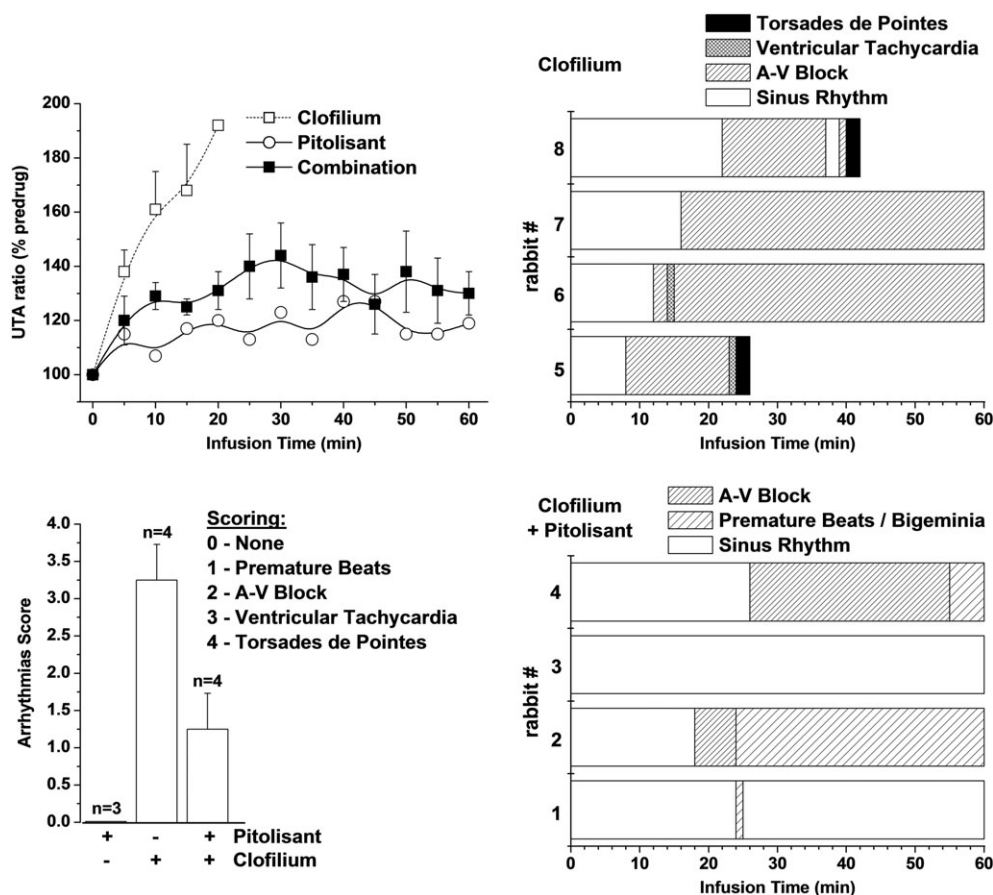 200
180
160
140
120
100
UTA ratio (% predrug)
Clofilium
Pitolisant
Combination
0 10 20 30 40 50 60
Infusion Time (min)
Clofilium
Torsades de Pointes
Ventricular Tachycardia
A-V Block
Sinus Rhythm
rabbit #
8
7
6
5
0 10 20 30 40 50 60
Infusion Time (min)
Arrhythmias Score
4.0
3.5
3.0
2.5
2.0
1.5
1.0
0.5
0.0
n=3
n=4
n=4
Scoring:
0 - None
1 - Premature Beats
2 - A-V Block
3 - Ventricular Tachycardia
4 - Torsades de Pointes
+ - + Pitolisant
- + + Clofilium
Clofilium
+ Pitolisant
A-V Block
Premature Beats / Bigeminia
Sinus Rhythm
rabbit #
4
3
2
1
0 10 20 30 40 50 60
Infusion Time (min)